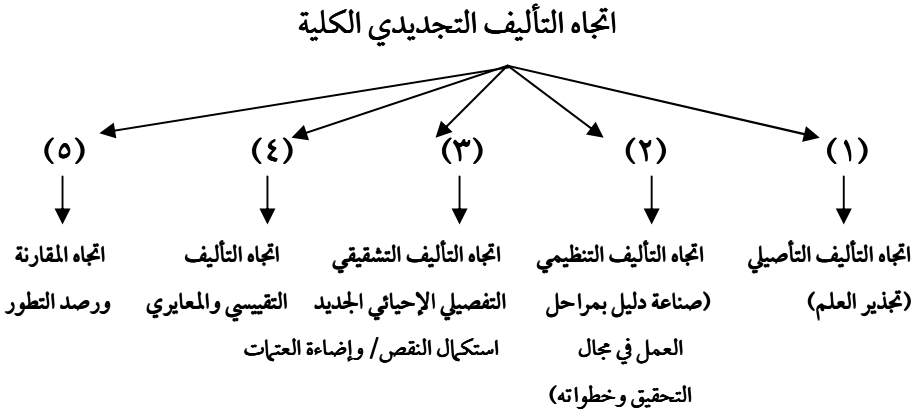 اتجاه التأليف التجديدي الكلية
(١) (٢) (٣) (٤) (٥)
اتجاه التأليف التأصيلي
(تجذير العلم)
اتجاه التأليف التنظيمي
(صناعة دليل بمراحل
العمل في مجال
التحقيق وخطواته)
اتجاه التأليف التشقيقي
التفصيلي الإحيائي الجديد
استكمال النقص/ وإضاءة العتمات
اتجاه التأليف
التقييسي والمعايري
اتجاه المقارنة
ورصد التطور